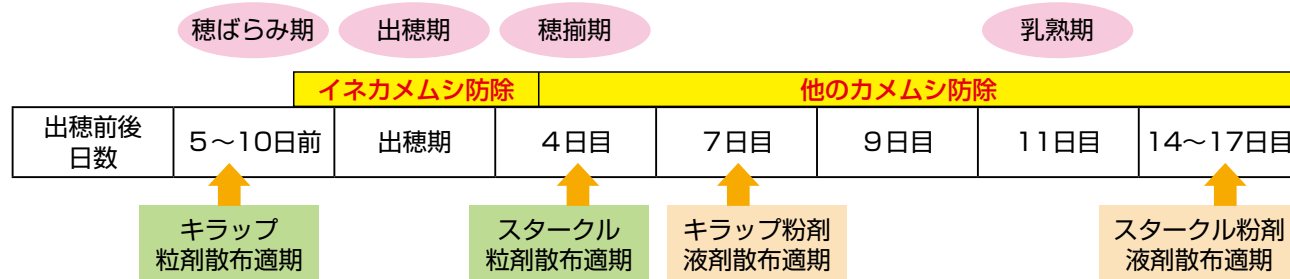 穂ばらみ期 出穂期 穂揃期 乳熟期
イネカメムシ防除 他のカメムシ防除
出穂前後
日数
5〜10日前 出穂期 4日目 7日目 9日目 11日目 14〜17日目
キラップ
粒剤散布適期
スタークル
粒剤散布適期
キラップ粉剤
液剤散布適期
スタークル粉剤
液剤散布適期